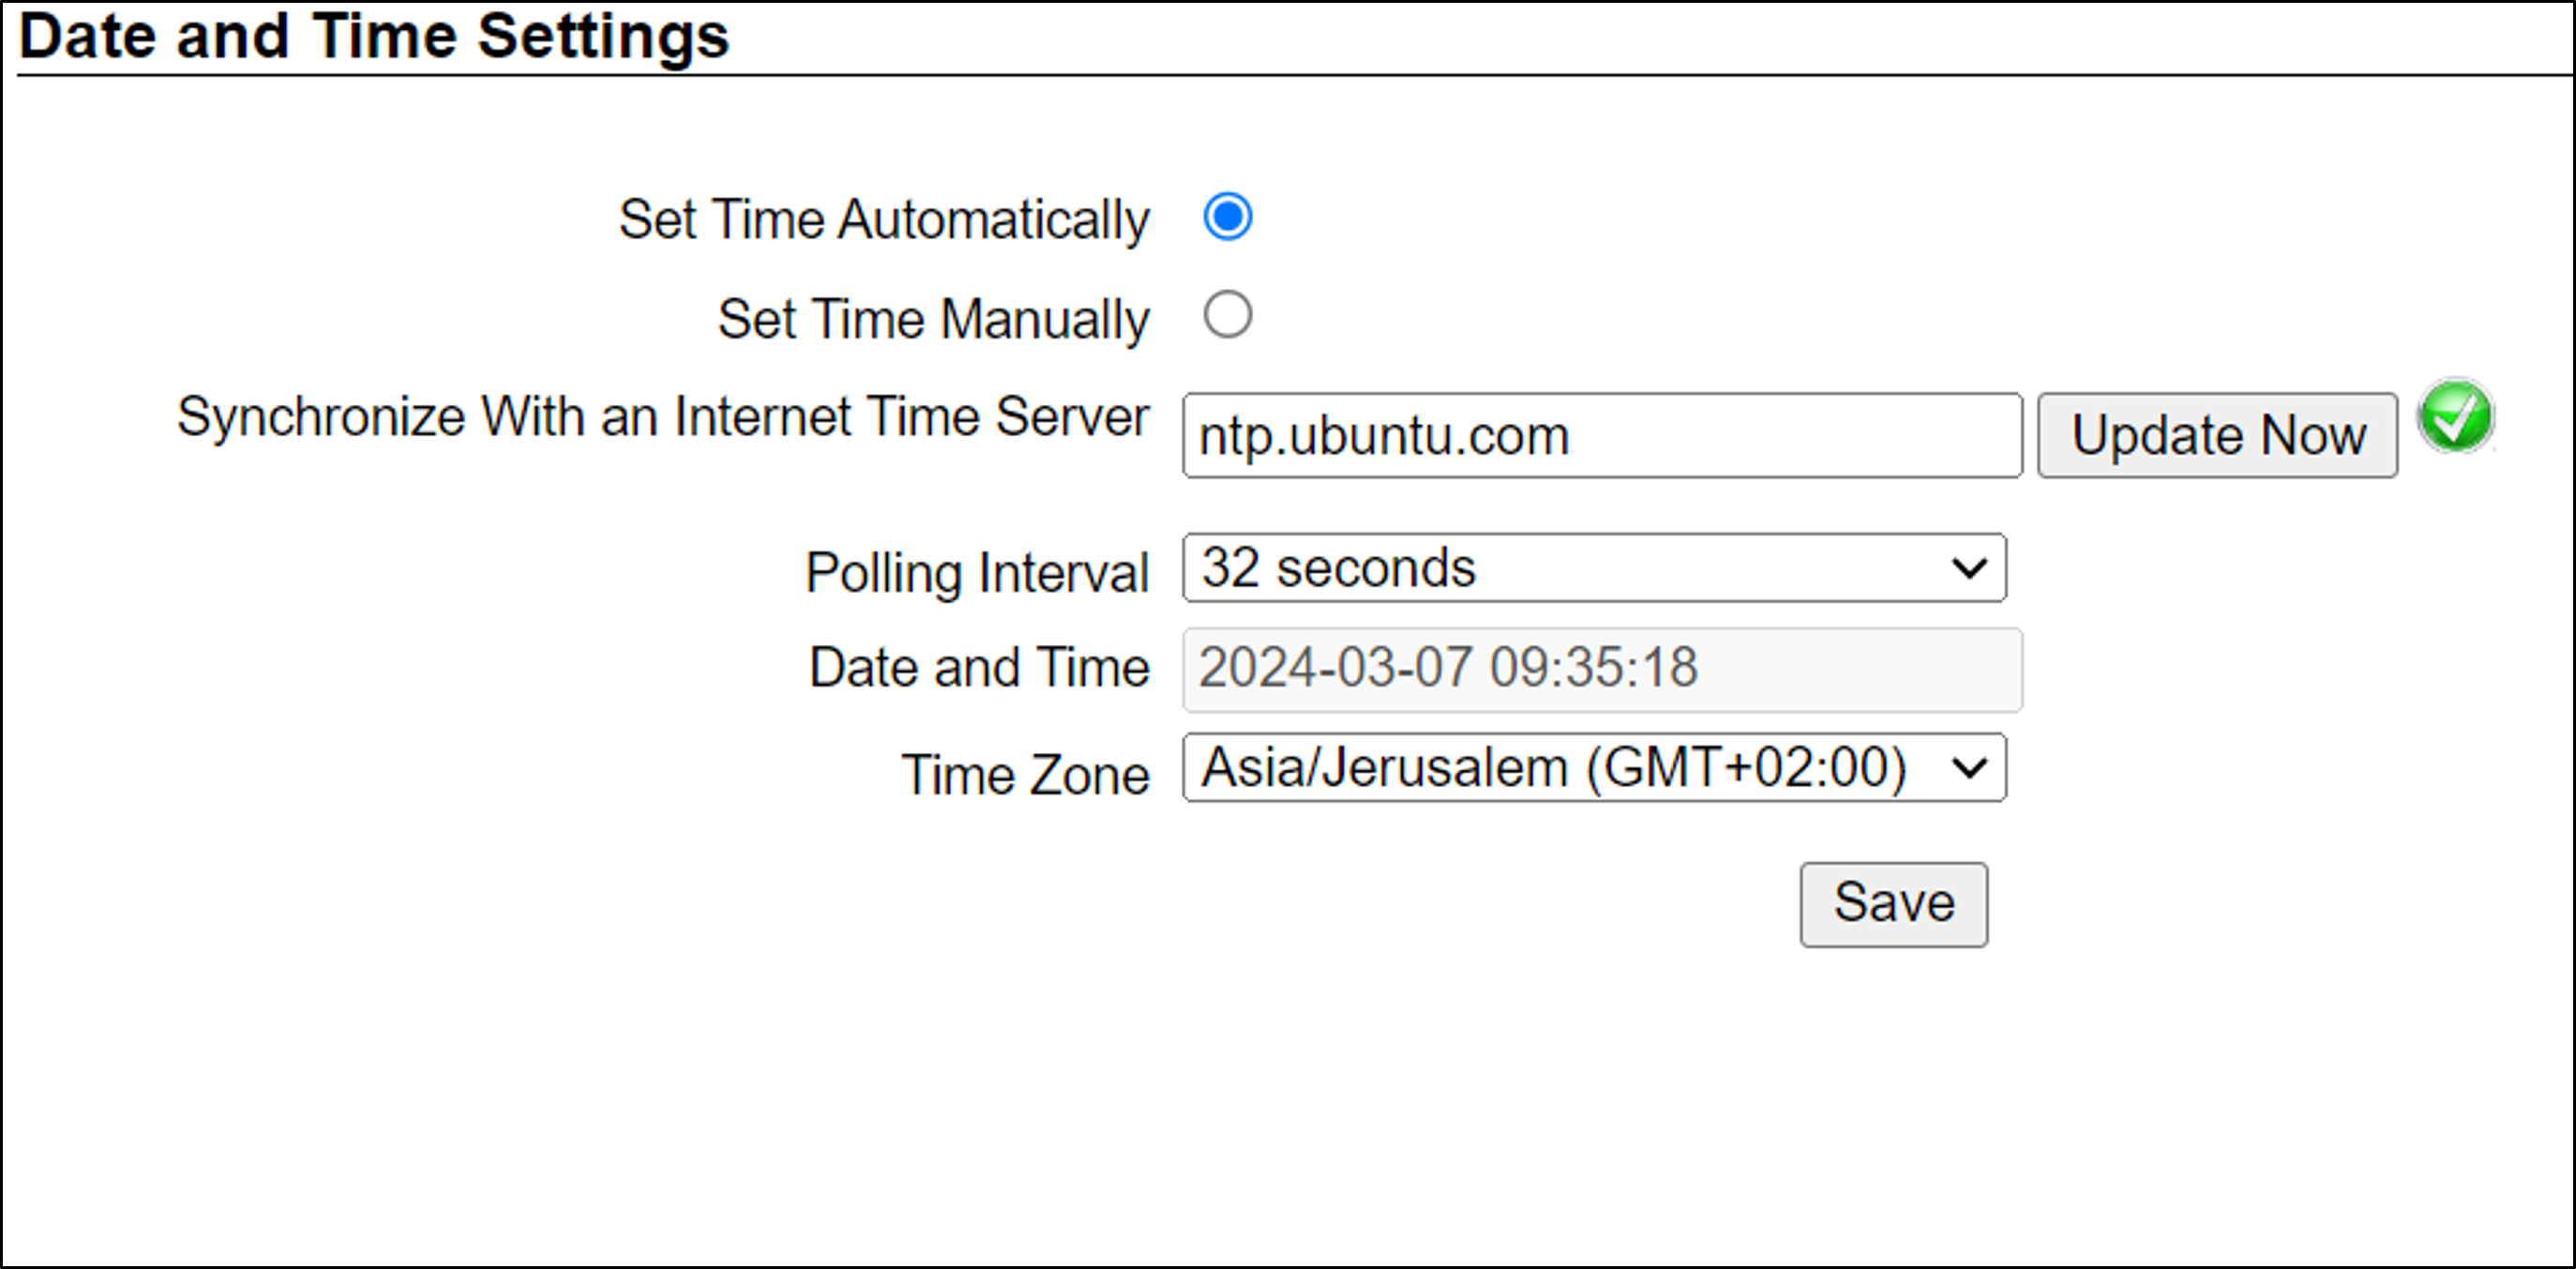 Date and Time Settings
Set Time Automatically
Set Time Manually
Synchronize With an Internet Time Server ntp.ubuntu.com Update Now
Polling Interval 32 seconds
Date and Time 2024-03-07 09:35:18
Time Zone Asia/Jerusalem (GMT+02:00)
Save